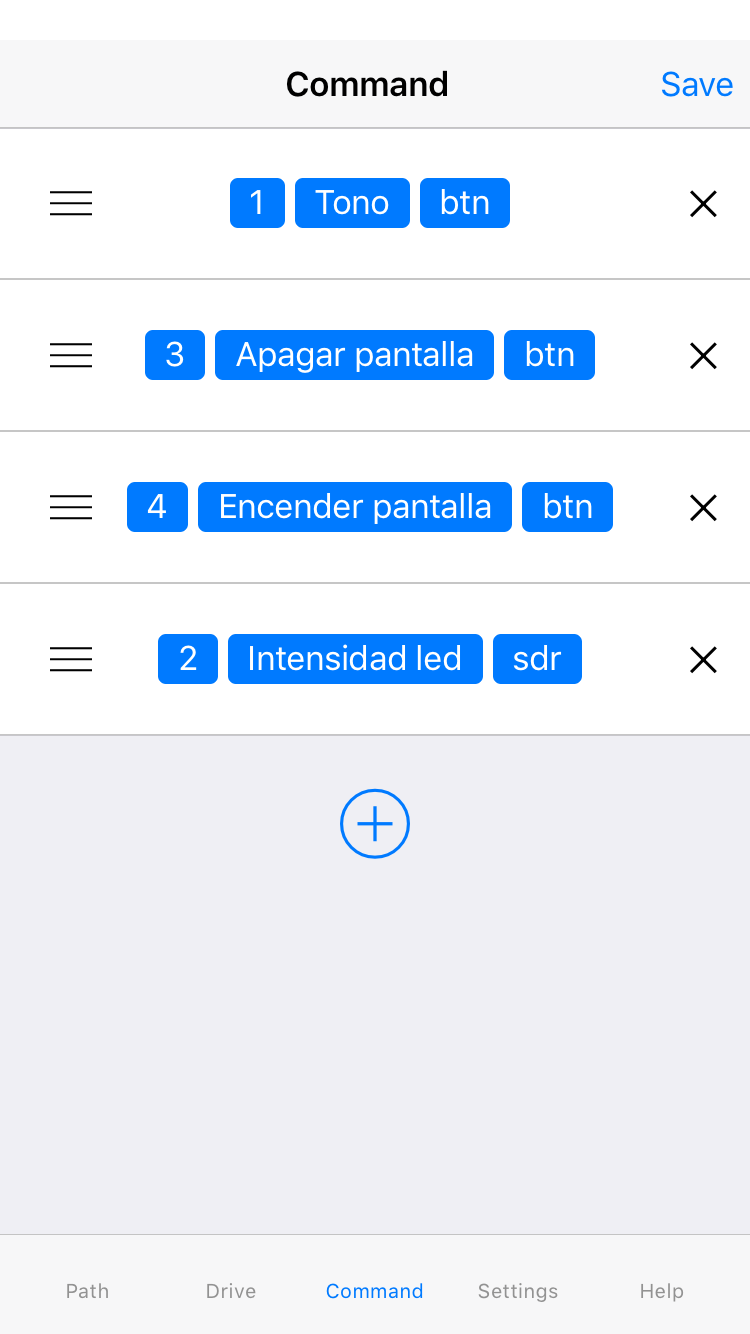 Command Save
1 Tono btn
3 Apagar pantalla btn
4 Encender pantalla btn
2 Intensidad led sdr
Path Drive Command Settings Help